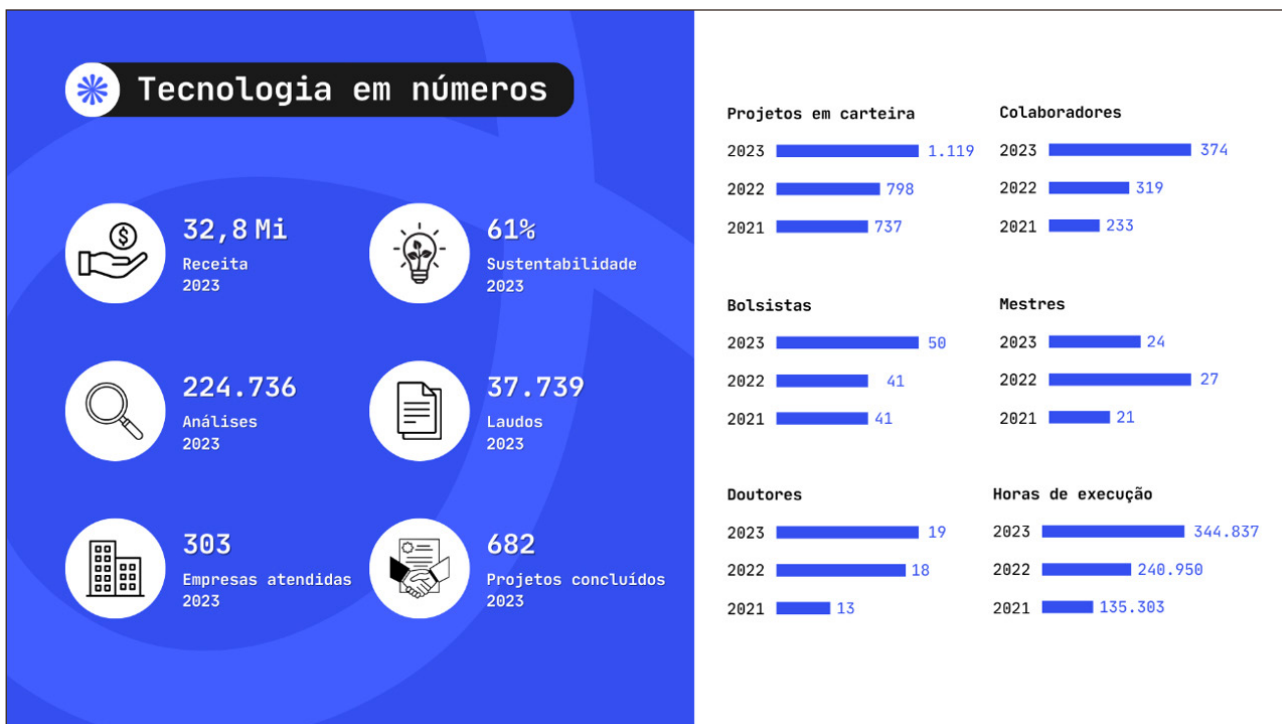 Tecnologia em números
32,8 Mi
Receita
2023
61%
Sustentabilidade
2023
224.736
Análises
2023
37.739
Laudos
2023
303
Empresas atendidas
2023
682
Projetos concluídos
2023
Projetos em carteira
2023 1.119
2022 798
2021 737
Colaboradores
2023 374
2022 319
2021 233
Bolsistas
2023 50
2022 41
2021 41
Mestres
2023 24
2022 27
2021 21
Doutores
2023 19
2022 18
2021 13
Horas de execução
2023 344.837
2022 240.950
2021 135.303